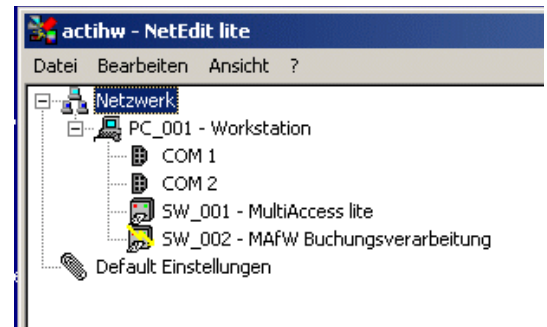 actihw - NetEdit lite
Datei Bearbeiten Ansicht ?
Netzwerk
PC_001 - Workstation
COM 1
COM 2
SW_001 - MultiAccess lite
SW_002 - MAfW Buchungsverarbeitung
Default Einstellungen